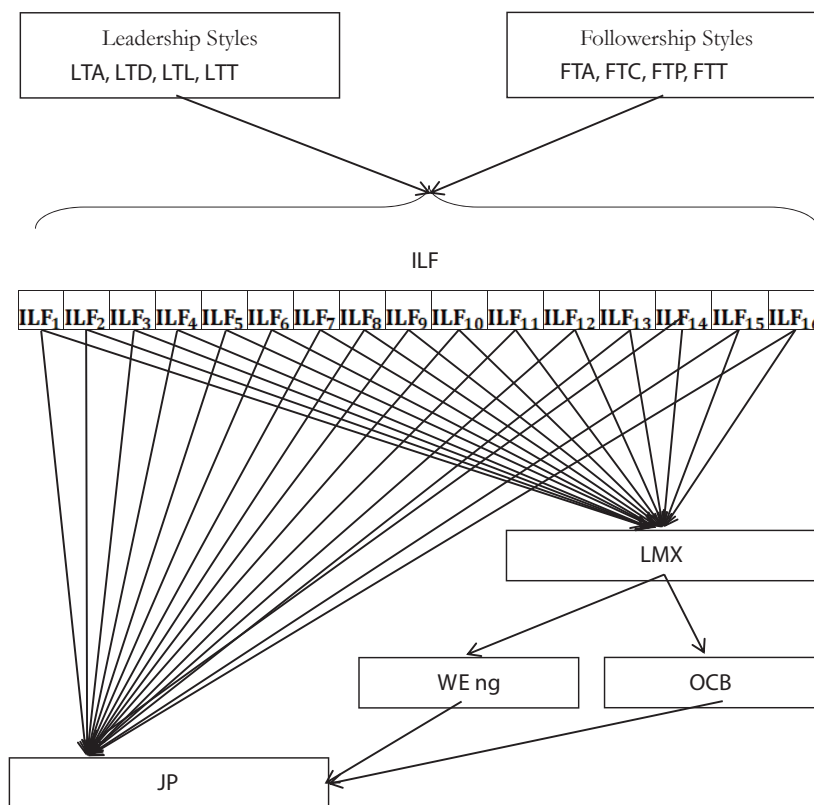 Leadership Styles
LTA, LTD, LTL, LTT
Followership Styles
FTA, FTC, FTP, FTT
ILF
ILF₁ ILF₂ ILF₃ ILF₄ ILF₅ ILF₆ ILF₇ ILF₈ ILF₉ ILF₁₀ ILF₁₁ ILF₁₂ ILF₁₃ ILF₁₄ ILF₁₅ ILF₁₆
LMX
WE ng
OCB
JP